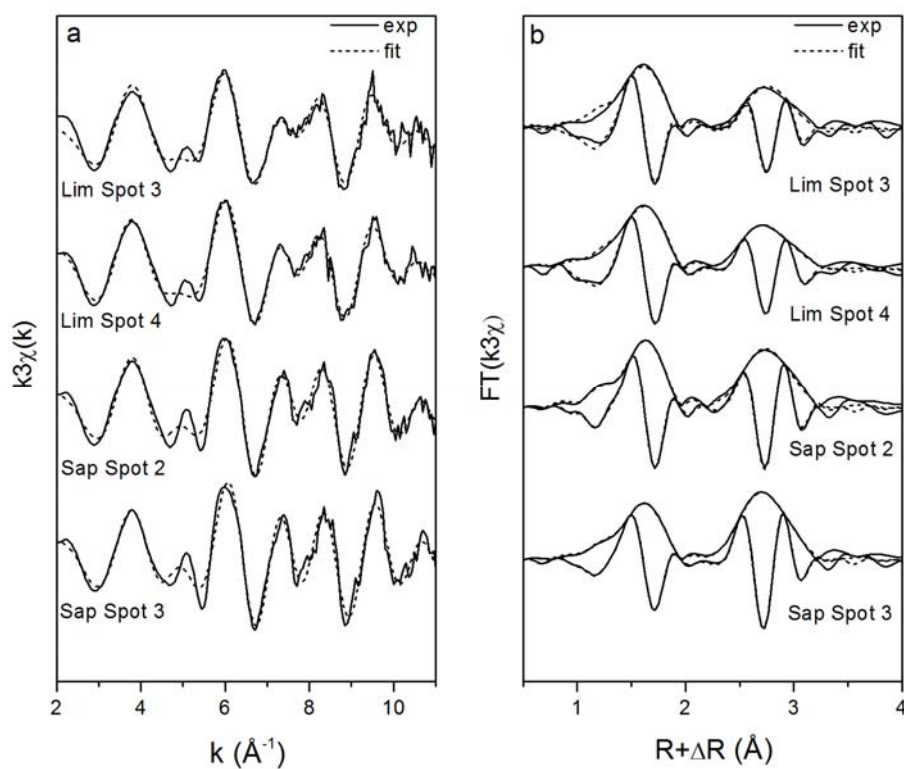 a
exp
fit
Lim Spot 3
Lim Spot 4
Sap Spot 2
Sap Spot 3
k3χ(k)
2 4 6 8 10
k (Å⁻¹)
b
exp
fit
Lim Spot 3
Lim Spot 4
Sap Spot 2
Sap Spot 3
FT(k3χ)
1 2 3 4
R+ΔR (Å)